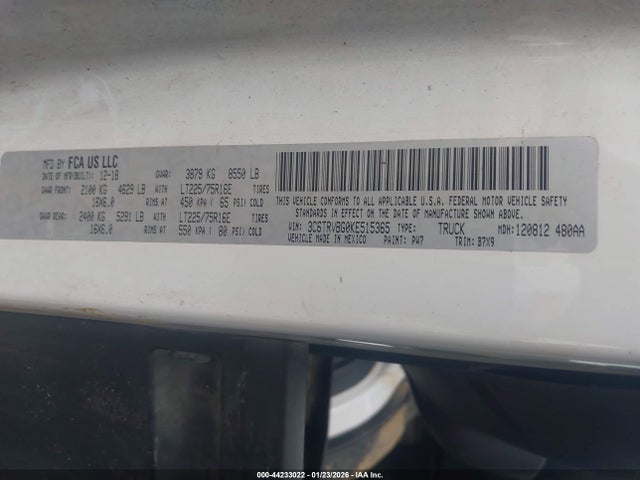 MFD BY FCA US LLC
DATE OF MFR(BUILT): 12-18 GVWR: 3879 KG 8550 LB
GAWR FRONT: 2100 KG 4629 LB WITH LT225/75R16E TIRES
16X6.0 RIMS AT 450 KPA ( 65 PSI) COLD
GAWR REAR: 2400 KG 5291 LB WITH LT225/75R16E TIRES
16X6.0 RIMS AT 550 KPA ( 80 PSI) COLD
THIS VEHICLE CONFORMS TO ALL APPLICABLE U.S.A. FEDERAL MOTOR VEHICLE SAFETY
STANDARDS IN EFFECT ON THE DATE OF MANUFACTURE SHOWN ABOVE.
VIN: 3C6TRVBG0KE515365 TYPE: TRUCK MDH: 120812 480AA
VEHICLE MADE IN MEXICO PAINT: PW7 TRIM: B7X9
000-44233022 - 01/23/2026 - IAA Inc.